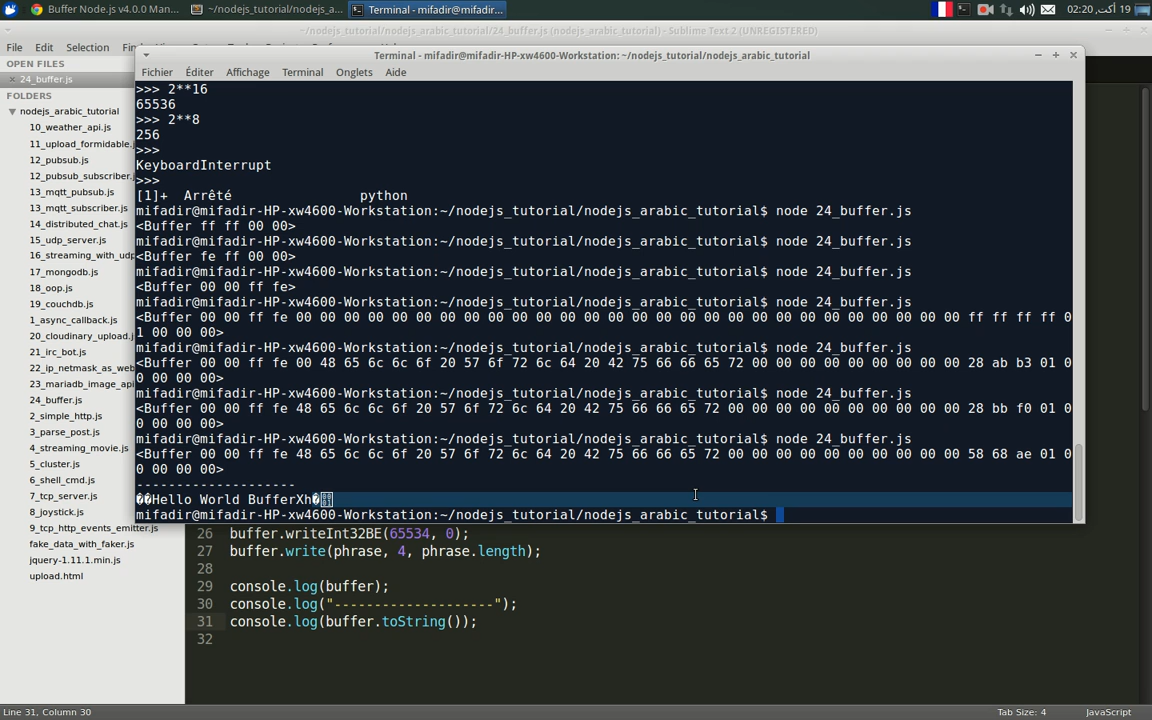 Buffer Node.js v4.0.0 Man...
~/nodejs_tutorial/nodejs_a...
Terminal - mifadir@mifadir...
19 أكت, 02:20
~/nodejs_tutorial/nodejs_arabic_tutorial/24_buffer.js (nodejs_arabic_tutorial) - Sublime Text 2 (UNREGISTERED)
File Edit Selection
OPEN FILES
24_buffer.js
FOLDERS
nodejs_arabic_tutorial
10_weather_api.js
11_upload_formidable.
12_pubsub.js
12_pubsub_subscriber.
13_mqtt_pubsub.js
13_mqtt_subscriber.js
14_distributed_chat.js
15_udp_server.js
16_streaming_with_udp
17_mongodb.js
18_oop.js
19_couchdb.js
1_async_callback.js
20_cloudinary_upload.
21_irc_bot.js
22_ip_netmask_as_web
23_mariadb_image_api
24_buffer.js
2_simple_http.js
3_parse_post.js
4_streaming_movie.js
5_cluster.js
6_shell_cmd.js
7_tcp_server.js
8_joystick.js
9_tcp_http_events_emitter.js
fake_data_with_faker.js
jquery-1.11.1.min.js
upload.html
Terminal - mifadir@mifadir-HP-xw4600-Workstation: ~/nodejs_tutorial/nodejs_arabic_tutorial
Fichier Éditer Affichage Terminal Onglets Aide
>>> 2**16
65536
>>> 2**8
256
>>>
KeyboardInterrupt
>>>
[1]+ Arrêté python
mifadir@mifadir-HP-xw4600-Workstation:~/nodejs_tutorial/nodejs_arabic_tutorial$ node 24_buffer.js
<Buffer ff ff 00 00>
mifadir@mifadir-HP-xw4600-Workstation:~/nodejs_tutorial/nodejs_arabic_tutorial$ node 24_buffer.js
<Buffer fe ff 00 00>
mifadir@mifadir-HP-xw4600-Workstation:~/nodejs_tutorial/nodejs_arabic_tutorial$ node 24_buffer.js
<Buffer 00 00 ff fe>
mifadir@mifadir-HP-xw4600-Workstation:~/nodejs_tutorial/nodejs_arabic_tutorial$ node 24_buffer.js
<Buffer 00 00 ff fe 00 00 00 00 00 00 00 00 00 00 00 00 00 00 00 00 00 00 00 00 00 00 00 00 00 00 00 00 ff ff ff ff 0
1 00 00 00>
mifadir@mifadir-HP-xw4600-Workstation:~/nodejs_tutorial/nodejs_arabic_tutorial$ node 24_buffer.js
<Buffer 00 00 ff fe 00 48 65 6c 6c 6f 20 57 6f 72 6c 64 20 42 75 66 66 65 72 00 00 00 00 00 00 00 00 00 28 ab b3 01 0
0 00 00 00>
mifadir@mifadir-HP-xw4600-Workstation:~/nodejs_tutorial/nodejs_arabic_tutorial$ node 24_buffer.js
<Buffer 00 00 ff fe 48 65 6c 6c 6f 20 57 6f 72 6c 64 20 42 75 66 66 65 72 00 00 00 00 00 00 00 00 00 00 28 bb f0 01 0
0 00 00 00>
mifadir@mifadir-HP-xw4600-Workstation:~/nodejs_tutorial/nodejs_arabic_tutorial$ node 24_buffer.js
<Buffer 00 00 ff fe 48 65 6c 6c 6f 20 57 6f 72 6c 64 20 42 75 66 66 65 72 00 00 00 00 00 00 00 00 00 00 58 68 ae 01 0
0 00 00 00>
--------------------
��Hello World BufferXh�
mifadir@mifadir-HP-xw4600-Workstation:~/nodejs_tutorial/nodejs_arabic_tutorial$
26 buffer.writeInt32BE(65534, 0);
27 buffer.write(phrase, 4, phrase.length);
28
29 console.log(buffer);
30 console.log("--------------------");
31 console.log(buffer.toString());
32
Line 31, Column 30
Tab Size: 4
JavaScript